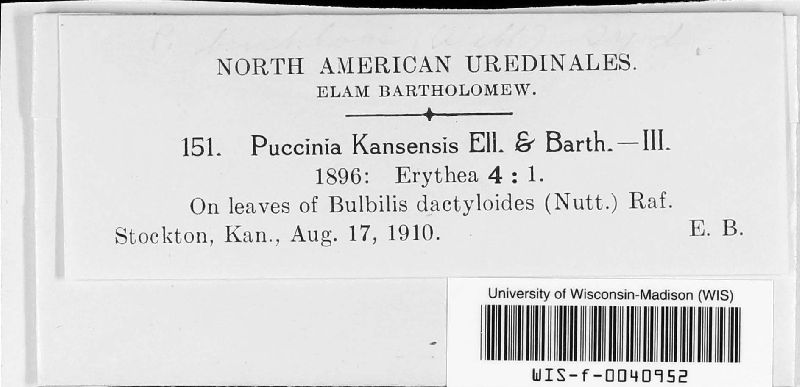 NORTH AMERICAN UREDINALES.
ELAM BARTHOLOMEW.
151. Puccinia Kansensis Ell. & Barth.—III.
1896: Erythea 4 : 1.
On leaves of Bulbilis dactyloides (Nutt.) Raf.
Stockton, Kan., Aug. 17, 1910. E. B.
University of Wisconsin-Madison (WIS)
WIS-f-0040952